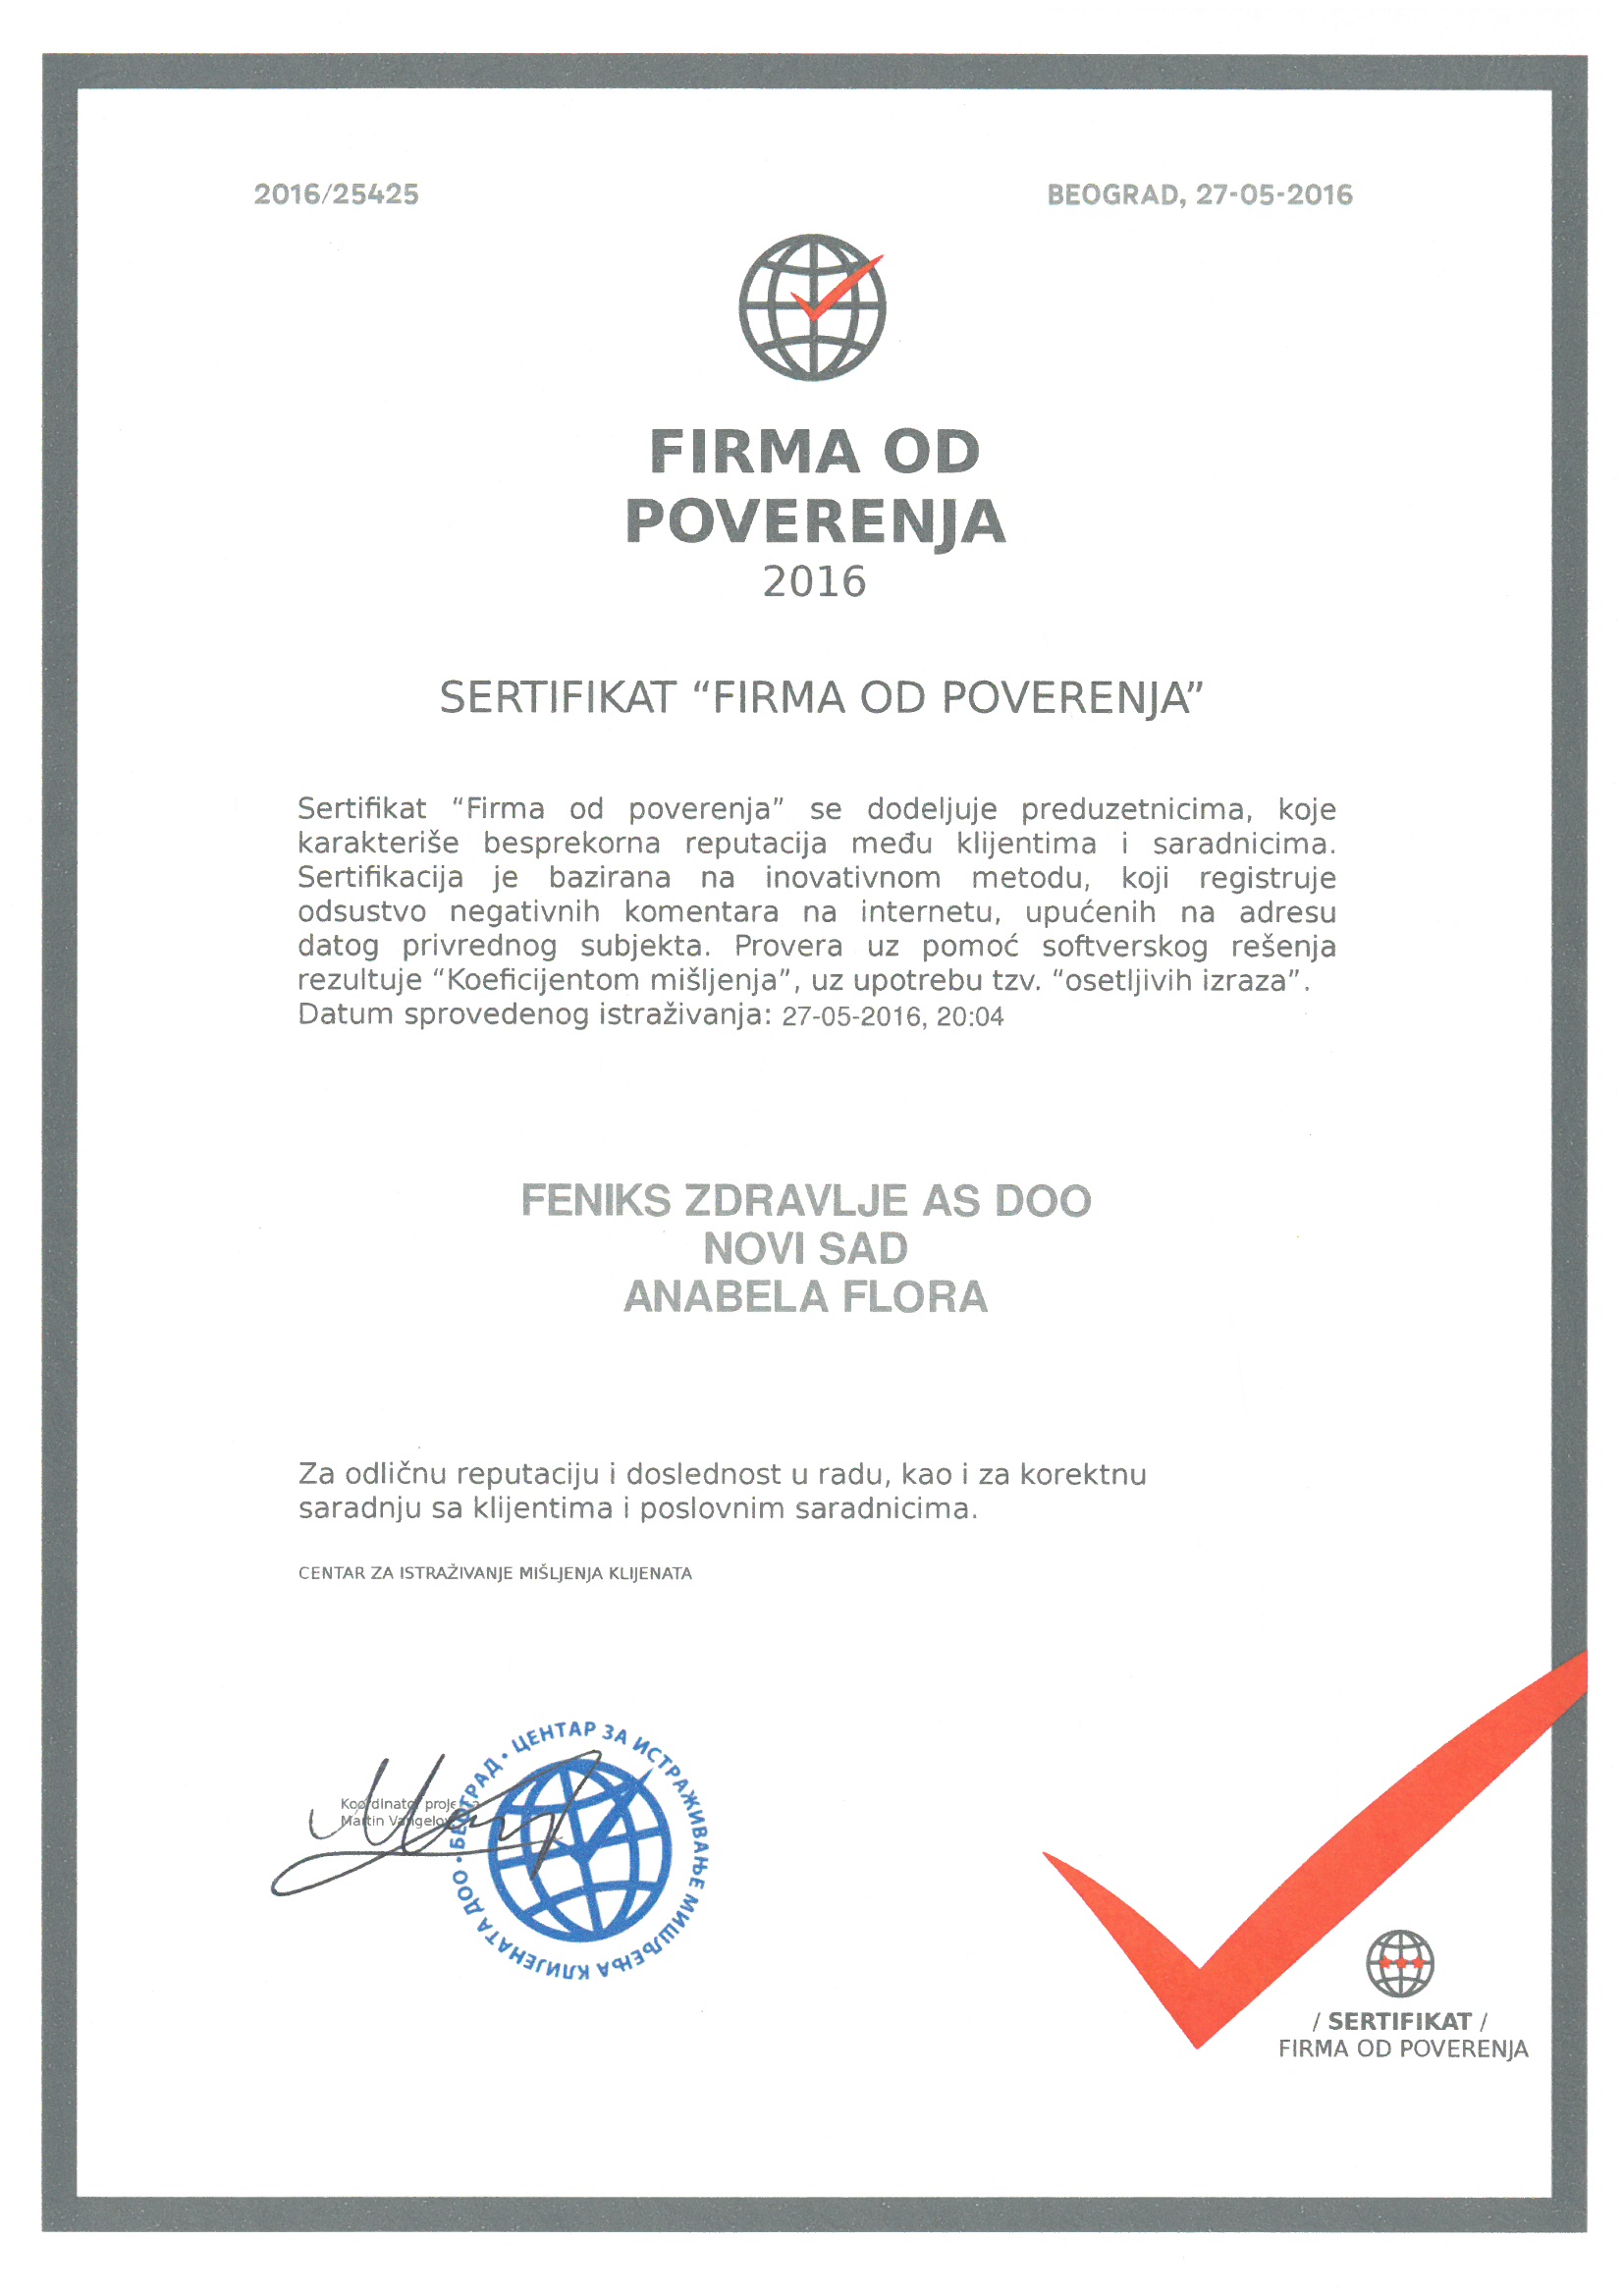 2016/25425
BEOGRAD, 27-05-2016
FIRMA OD
POVERENJA
2016
SERTIFIKAT “FIRMA OD POVERENJA”
Sertifikat “Firma od poverenja” se dodeljuje preduzetnicima, koje
karakteriše besprekorna reputacija među klijentima i saradnicima.
Sertifikacija je bazirana na inovativnom metodu, koji registruje
odsustvo negativnih komentara na internetu, upućenih na adresu
datog privrednog subjekta. Provera uz pomoć softverskog rešenja
rezultuje “Koeficijentom mišljenja”, uz upotrebu tzv. “osetljivih izraza”.
Datum sprovedenog istraživanja: 27-05-2016, 20:04
FENIKS ZDRAVLJE AS DOO
NOVI SAD
ANABELA FLORA
Za odličnu reputaciju i doslednost u radu, kao i za korektnu
saradnju sa klijentima i poslovnim saradnicima.
CENTAR ZA ISTRAŽIVANJE MIŠLJENJA KLIJENATA
Koordinator
Martin
ЦЕНТАР ЗА ИСТРАЖИВАЊЕ МИШЉЕЊА КЛИЈЕНАТА ДОО • БЕОГРАД •
/ SERTIFIKAT /
FIRMA OD POVERENJA